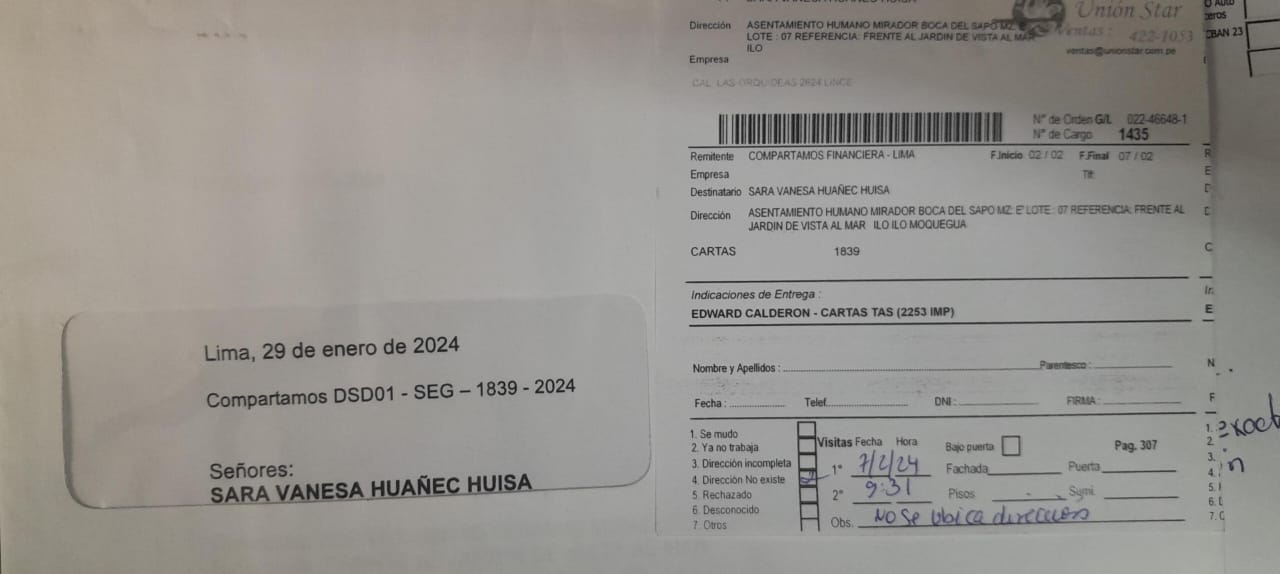 Unión Star
Ventas: 422-1053
ventas@unionstar.com.pe
Dirección ASENTAMIENTO HUMANO MIRADOR BOCA DEL SAPO MZ: E'
LOTE : 07 REFERENCIA: FRENTE AL JARDIN DE VISTA AL MAR
ILO
Empresa
CAL. LAS ORQUIDEAS 2624 LINCE
CBAN 23
N° de Orden G/L 022-46648-1
N° de Cargo 1435
Remitente COMPARTAMOS FINANCIERA - LIMA F.Inicio 02 / 02 F.Final 07 / 02
Empresa Tlf:
Destinatario SARA VANESA HUAÑEC HUISA
Dirección ASENTAMIENTO HUMANO MIRADOR BOCA DEL SAPO MZ: E' LOTE : 07 REFERENCIA: FRENTE AL
JARDIN DE VISTA AL MAR ILO ILO MOQUEGUA
CARTAS 1839
Indicaciones de Entrega :
EDWARD CALDERON - CARTAS TAS (2253 IMP)
Nombre y Apellidos : Parentesco :
Fecha : Telef. DNI : FIRMA :
1. Se mudo
2. Ya no trabaja
3. Dirección incompleta
4. Dirección No existe
5. Rechazado
6. Desconocido
7. Otros
Visitas Fecha Hora Bajo puerta Pag. 307
1° 7/2/24 Fachada Puerta
2° 9:31 Pisos Sumi.
Obs. No se ubica direccion
Lima, 29 de enero de 2024
Compartamos DSD01 - SEG – 1839 - 2024
Señores:
SARA VANESA HUAÑEC HUISA